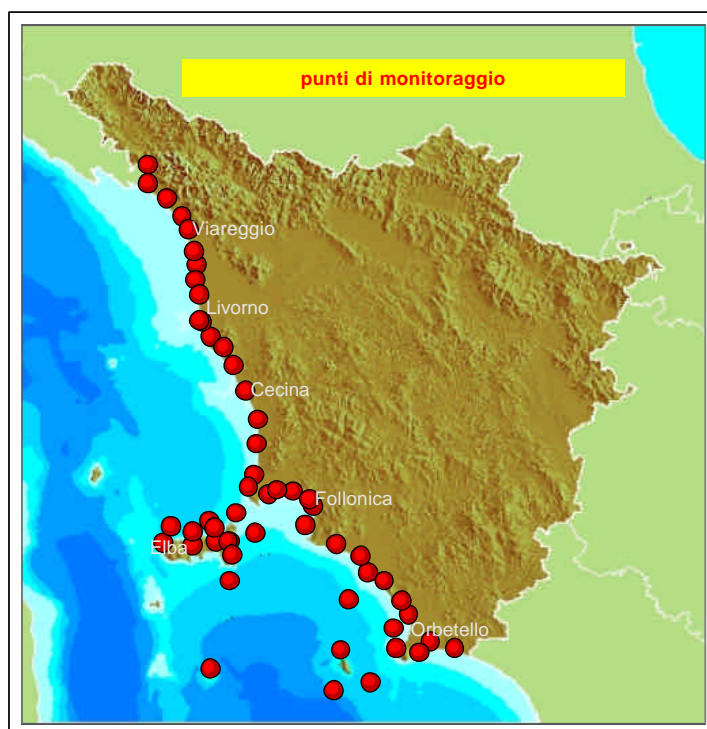 punti di monitoraggio
Viareggio
Livorno
Cecina
Follonica
Elba
Orbetello